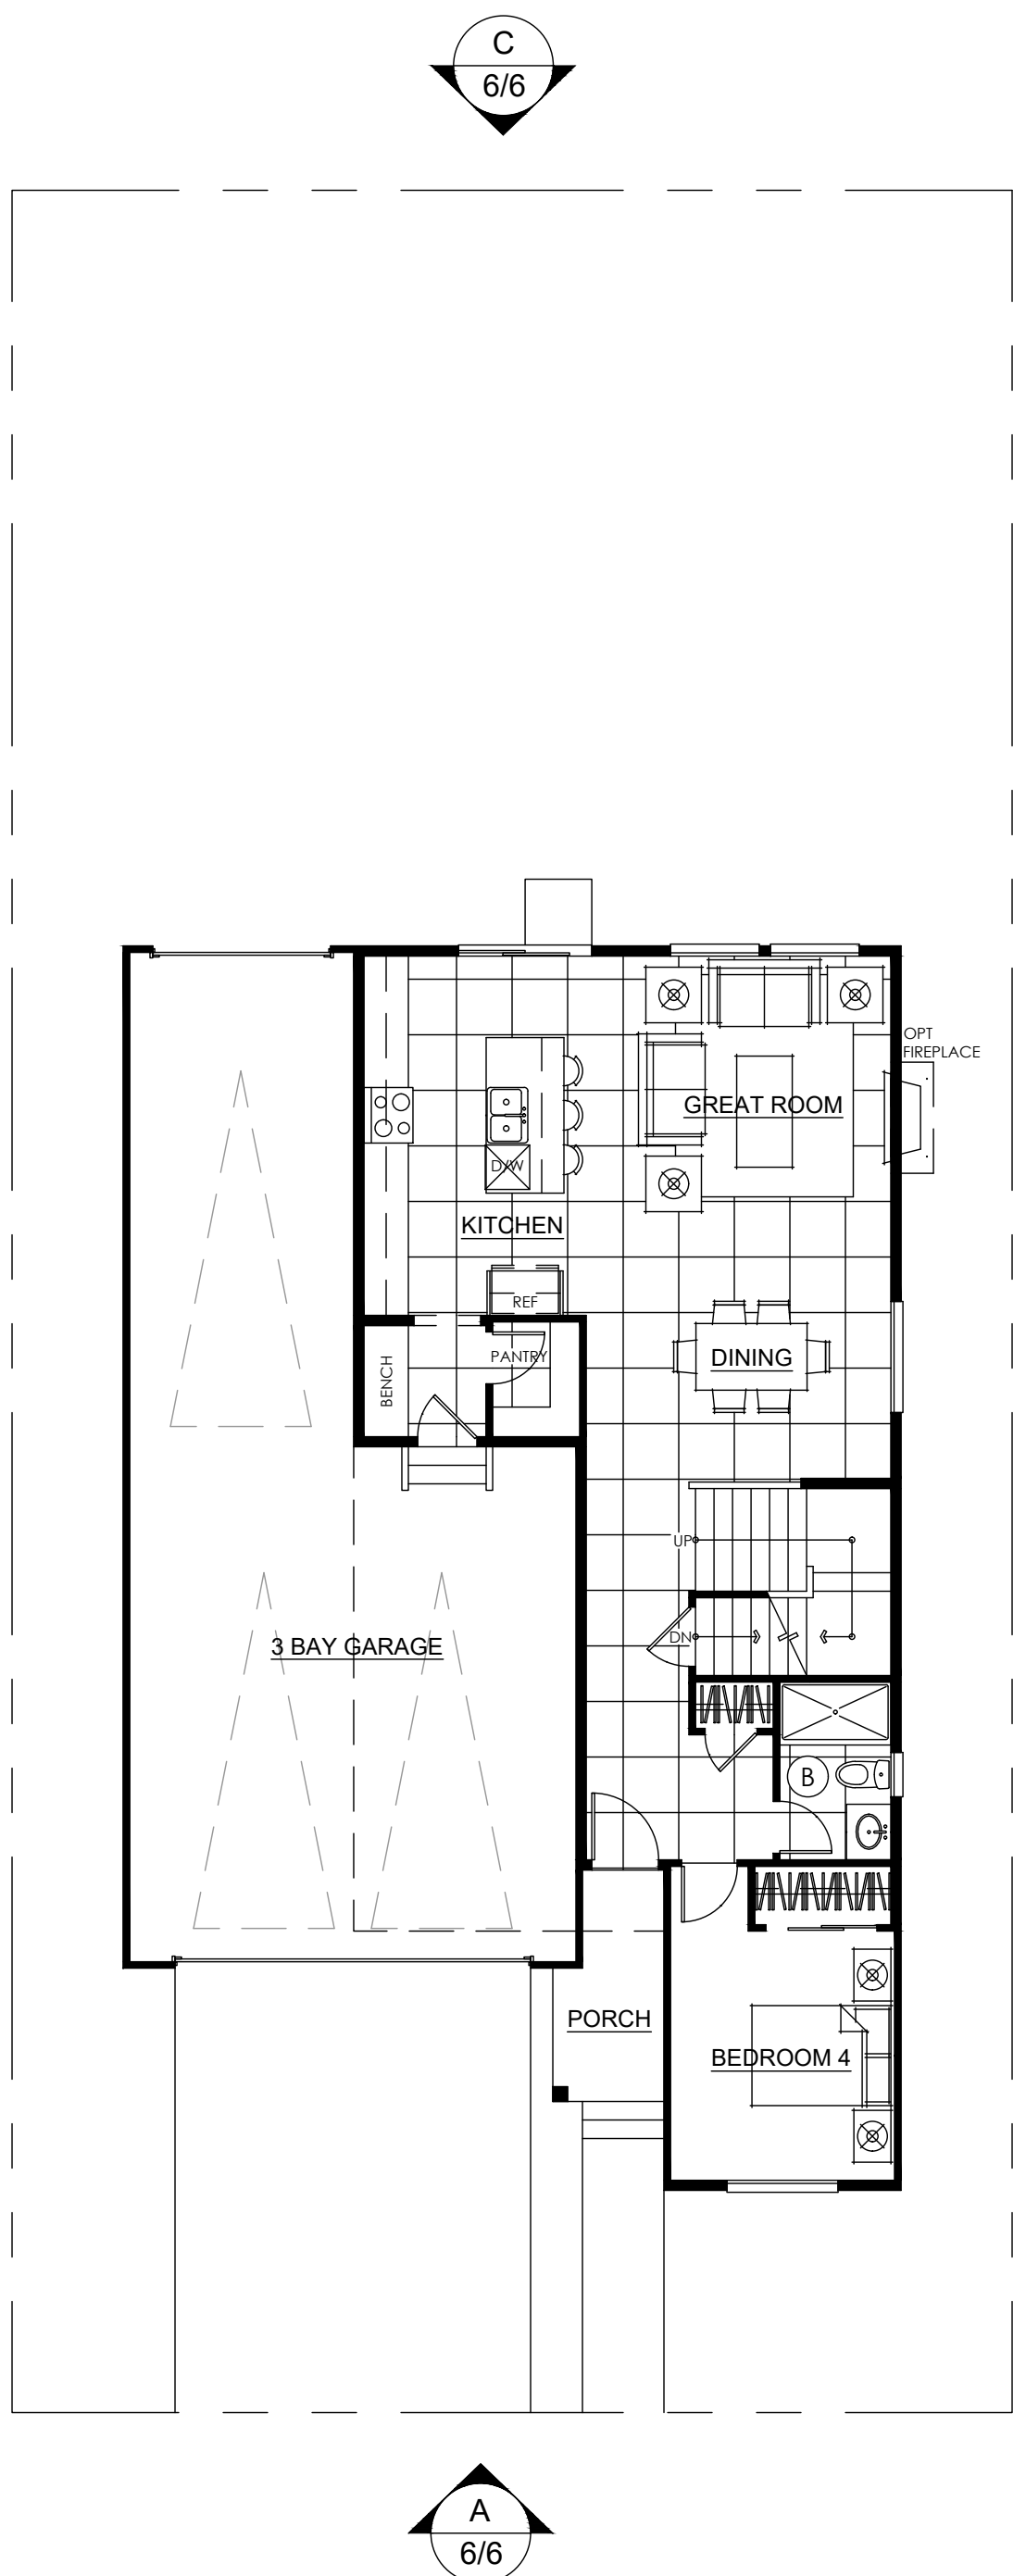 C
6/6
OPT
FIREPLACE
GREAT ROOM
D/W
KITCHEN
REF
PANTRY
DINING
BENCH
UP
DN
3 BAY GARAGE
B
PORCH
BEDROOM 4
A
6/6